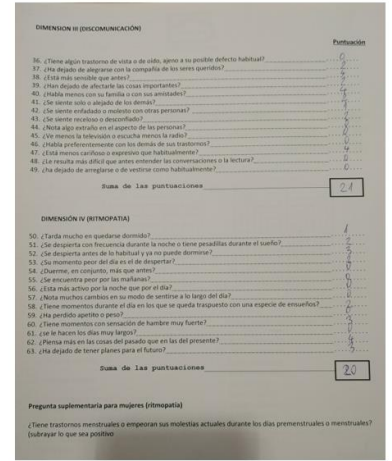 DIMENSION III (DISCOMUNICACIÓN)
Puntuación
36. ¿Tiene algún trastorno de vista o de oído, ajeno a su posible defecto habitual?
37. ¿Ha dejado de alegrarse con la compañía de los seres queridos?
38. ¿Está más sensible que antes?
39. ¿Han dejado de afectarle las cosas importantes?
40. ¿Habla menos con su familia o con sus amistades?
41. ¿Se siente solo o alejado de los demás?
42. ¿Se siente enfadado o molesto con otras personas?
43. ¿Se siente receloso o desconfiado?
44. ¿Nota algo extraño en el aspecto de las personas?
45. ¿Ve menos la televisión o escucha menos la radio?
46. ¿Habla preferentemente con los demás de sus trastornos?
47. ¿Está menos cariñoso o expresivo que habitualmente?
48. ¿Le resulta más difícil que antes entender las conversaciones o la lectura?
49. ¿Ha dejado de arreglarse o de vestirse como habitualmente?
Suma de las puntuaciones 21
DIMENSIÓN IV (RITMOPATIA)
50. ¿Tarda mucho en quedarse dormido? 1
51. ¿Se despierta con frecuencia durante la noche o tiene pesadillas durante el sueño?
52. ¿Se despierta antes de lo habitual y ya no puede dormirse?
53. ¿Su momento peor del día es el de despertar?
54. ¿Duerme, en conjunto, más que antes?
55. ¿Se encuentra peor por las mañanas?
56. ¿Está más activo por la noche que por el día?
57. ¿Nota muchos cambios en su modo de sentirse a lo largo del día?
58. ¿Tiene momentos durante el día en los que se queda traspuesto con una especie de ensueños?
59. ¿Ha perdido apetito o peso?
60. ¿Tiene momentos con sensación de hambre muy fuerte?
61. ¿se le hacen los días muy largos?
62. ¿Piensa más en las cosas del pasado que en las del presente?
63. ¿Ha dejado de tener planes para el futuro?
Suma de las puntuaciones 20
Pregunta suplementaria para mujeres (ritmopatía)
¿Tiene trastornos menstruales o empeoran sus molestias actuales durante los días premenstruales o menstruales?
(subrayar lo que sea positivo